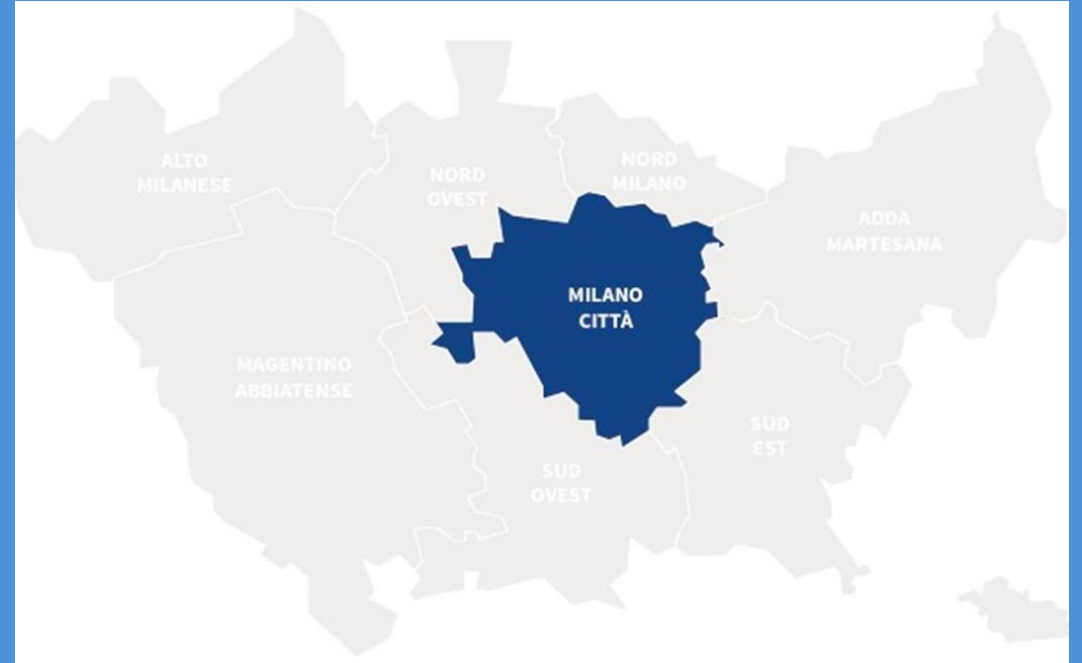 ALTO
MILANESE
NORD
OVEST
NORD
MILANO
ADDA
MARTESANA
MILANO
CITTÀ
MAGENTINO
ABBIATENSE
SUD
OVEST
SUD
EST